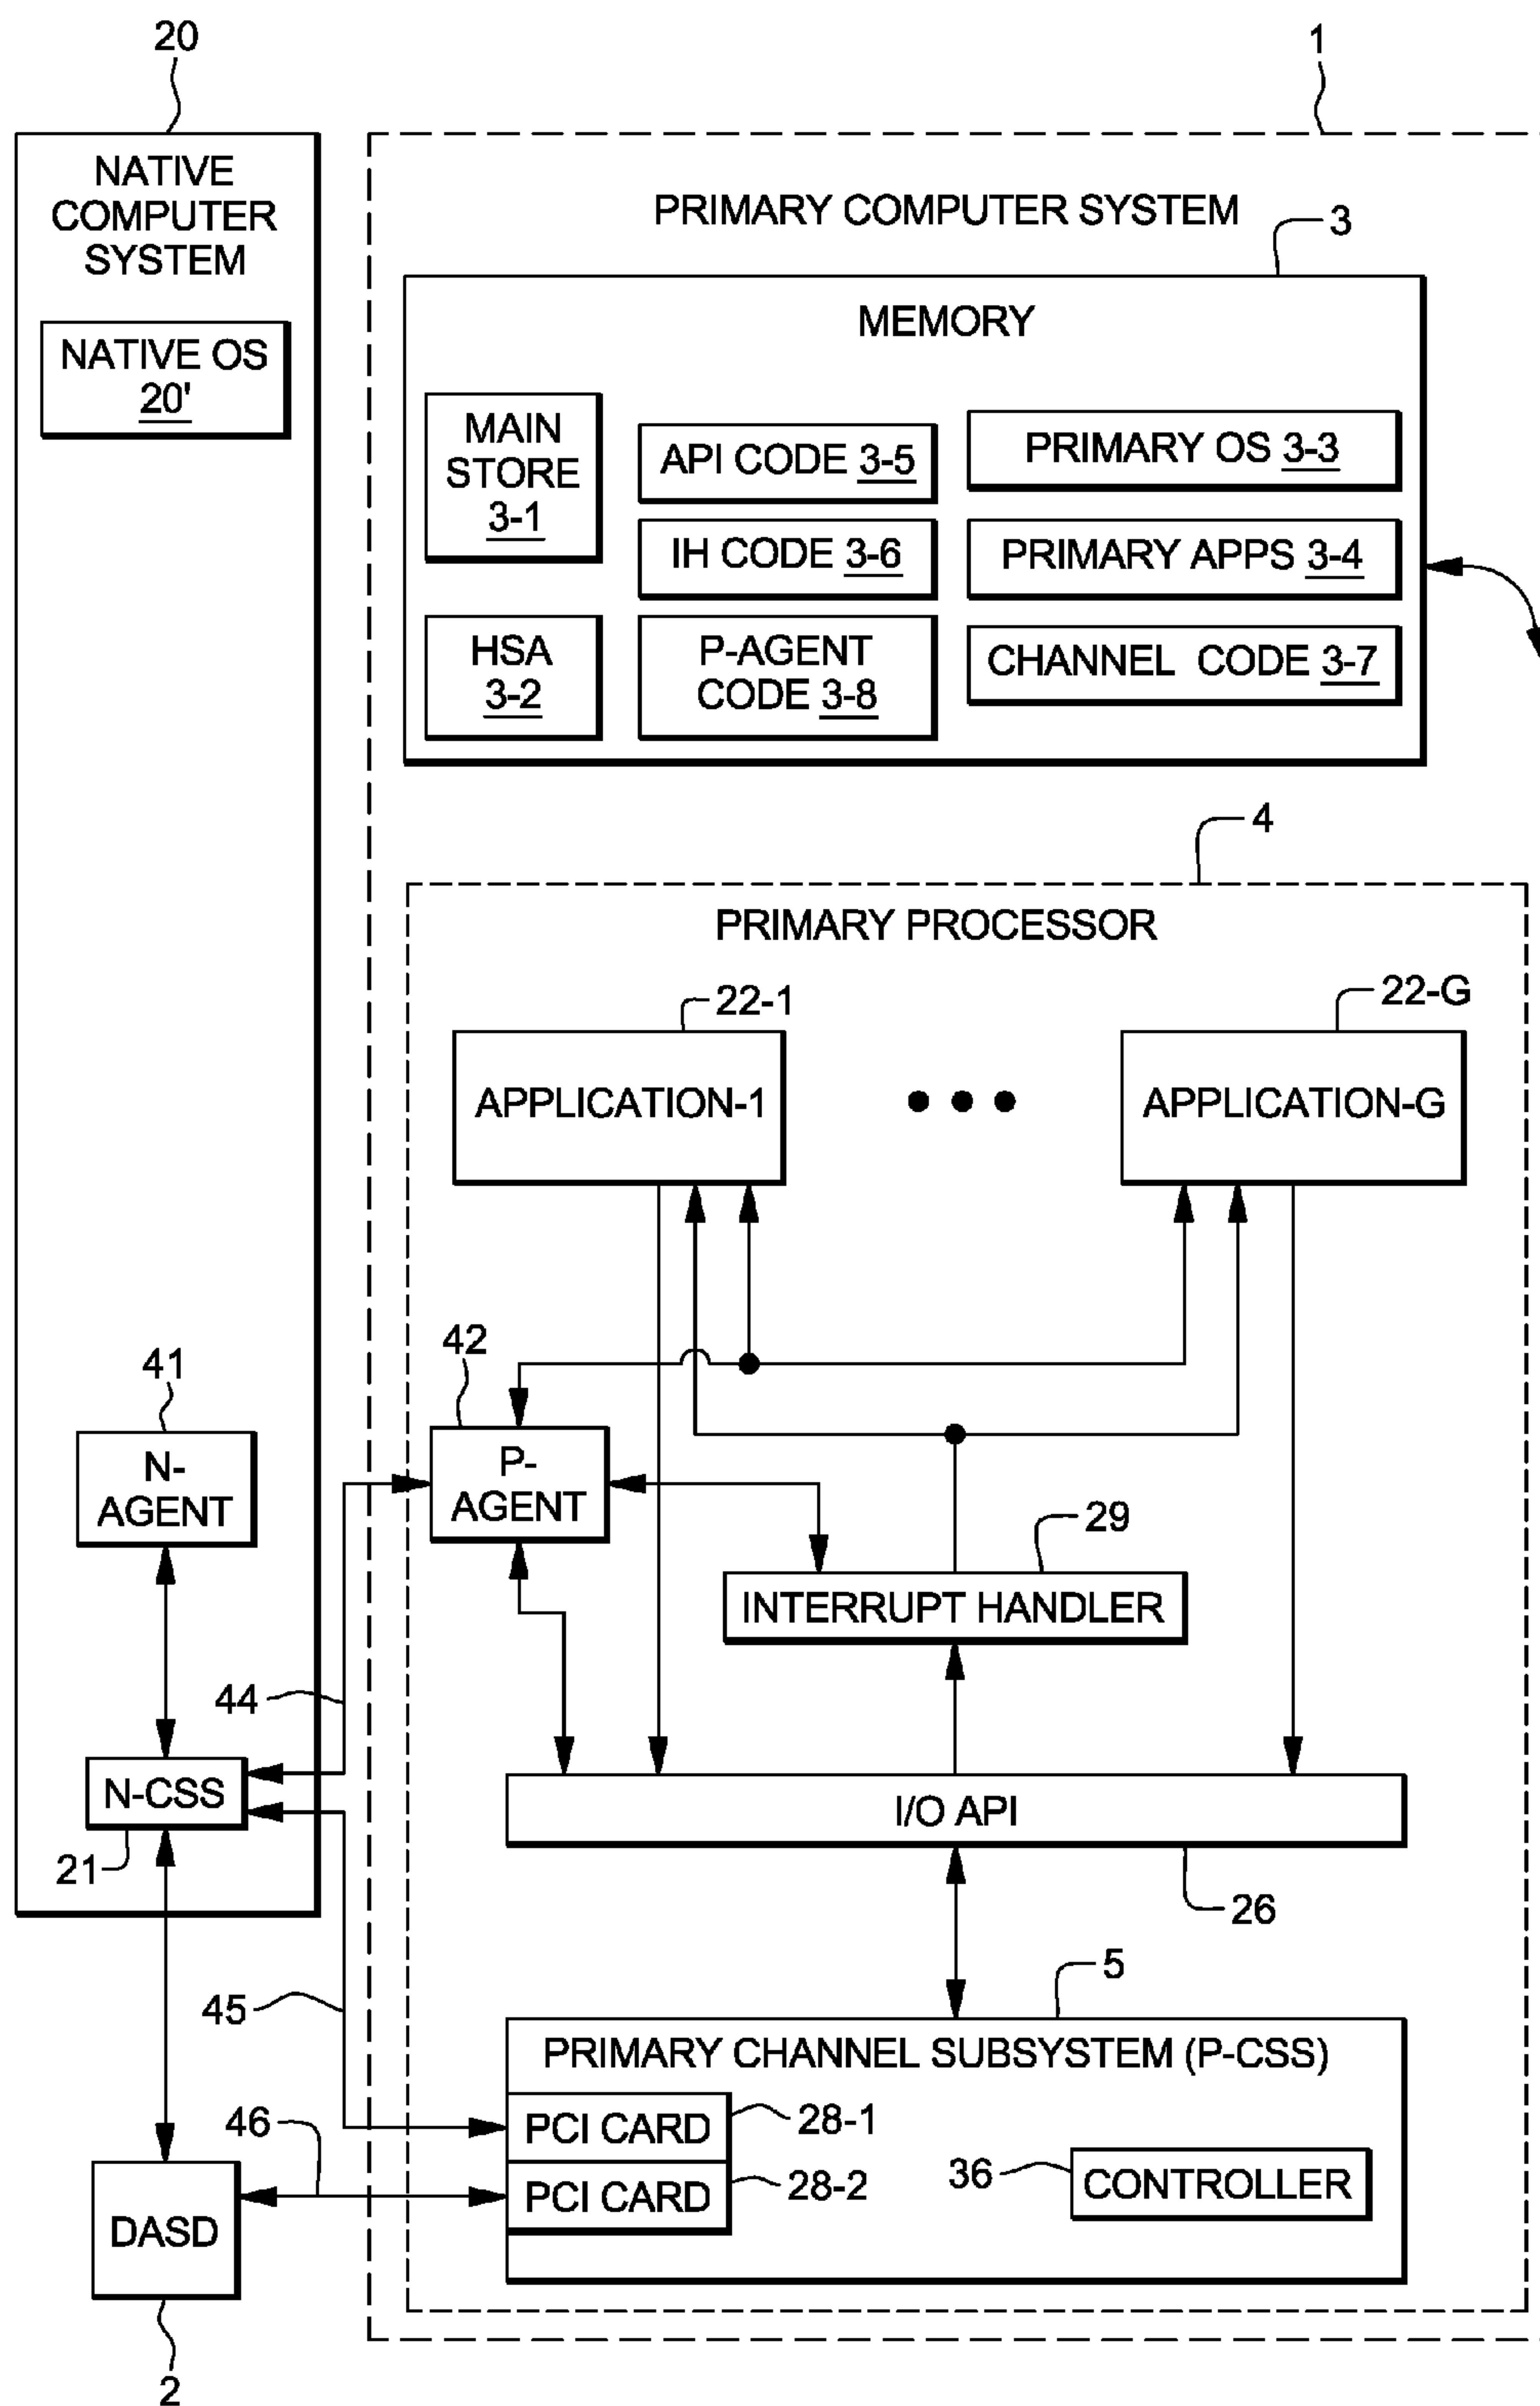 20
1
NATIVE
COMPUTER
SYSTEM
NATIVE OS
20'
PRIMARY COMPUTER SYSTEM
3
MEMORY
MAIN
STORE
3-1
API CODE 3-5
PRIMARY OS 3-3
IH CODE 3-6
PRIMARY APPS 3-4
HSA
3-2
P-AGENT
CODE 3-8
CHANNEL CODE 3-7
4
PRIMARY PROCESSOR
22-1
22-G
APPLICATION-1
APPLICATION-G
41
42
N-
AGENT
P-
AGENT
29
INTERRUPT HANDLER
44
N-CSS
21
I/O API
26
45
5
PRIMARY CHANNEL SUBSYSTEM (P-CSS)
46
PCI CARD
28-1
PCI CARD
28-2
36
CONTROLLER
DASD
2